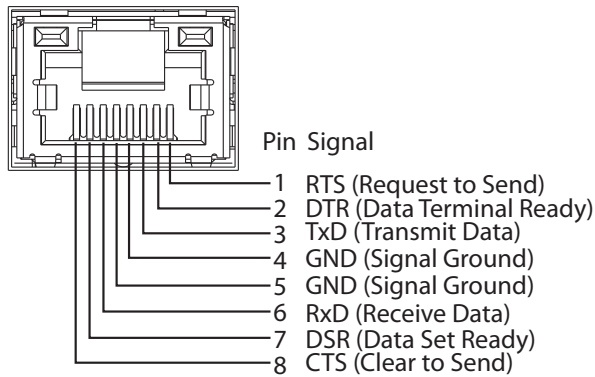 Pin Signal
1 RTS (Request to Send)
2 DTR (Data Terminal Ready)
3 TxD (Transmit Data)
4 GND (Signal Ground)
5 GND (Signal Ground)
6 RxD (Receive Data)
7 DSR (Data Set Ready)
8 CTS (Clear to Send)